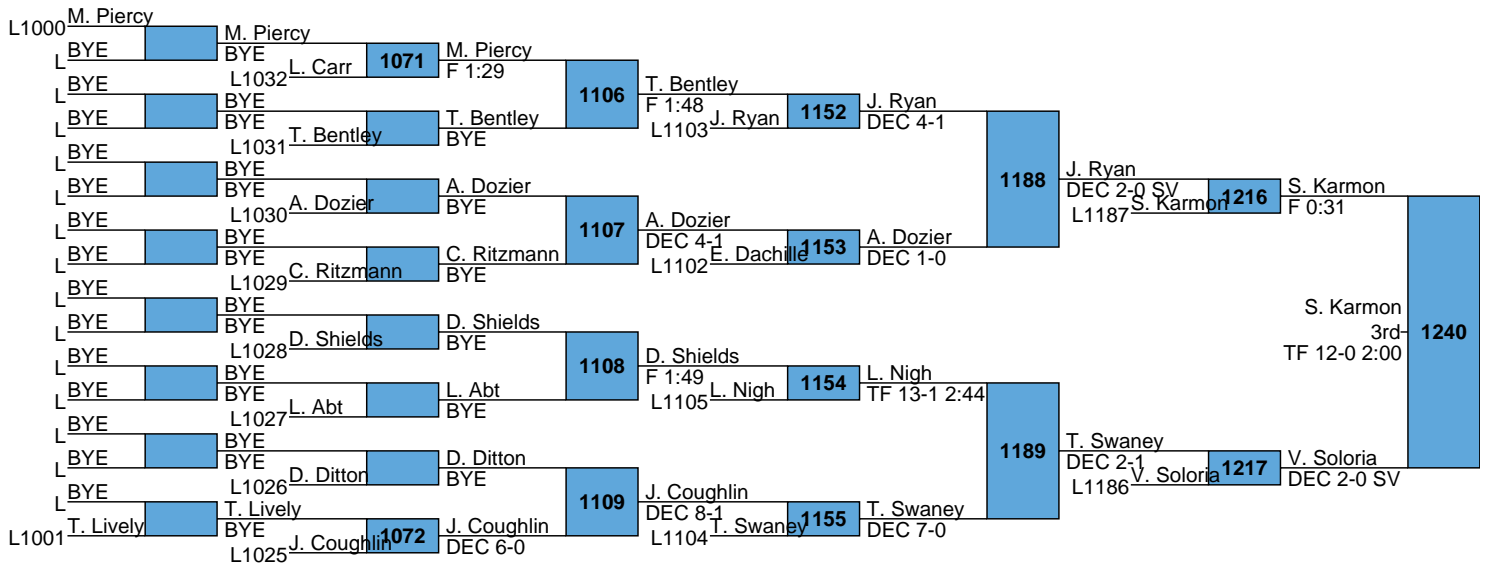 M. Piercy
L1000
BYE
L
BYE
L
BYE
L
BYE
L
BYE
L
BYE
L
BYE
L
BYE
L
BYE
L
BYE
L
BYE
L
BYE
L
BYE
L
BYE
L
T. Lively
L1001
M. Piercy
BYE
L1032
L. Carr
BYE
BYE
L1031
T. Bentley
BYE
BYE
L1030
A. Dozier
BYE
BYE
L1029
C. Ritzmann
BYE
BYE
L1028
D. Shields
BYE
BYE
L1027
L. Abt
BYE
BYE
L1026
D. Ditton
T. Lively
BYE
L1025
J. Coughlin
1071
1072
M. Piercy
F 1:29
T. Bentley
BYE
A. Dozier
BYE
C. Ritzmann
BYE
D. Shields
BYE
L. Abt
BYE
D. Ditton
BYE
J. Coughlin
DEC 6-0
1106
1107
1108
1109
T. Bentley
F 1:48
L1103
J. Ryan
A. Dozier
DEC 4-1
L1102
E. Dachille
D. Shields
F 1:49
L1105
L. Nigh
J. Coughlin
DEC 8-1
L1104
T. Swaney
1152
1153
1154
1155
J. Ryan
DEC 4-1
A. Dozier
DEC 1-0
L. Nigh
TF 13-1 2:44
T. Swaney
DEC 7-0
1188
1189
J. Ryan
DEC 2-0 SV
L1187
S. Karmon
T. Swaney
DEC 2-1
L1186
V. Soloria
1216
1217
S. Karmon
F 0:31
V. Soloria
DEC 2-0 SV
S. Karmon
3rd
TF 12-0 2:00
1240